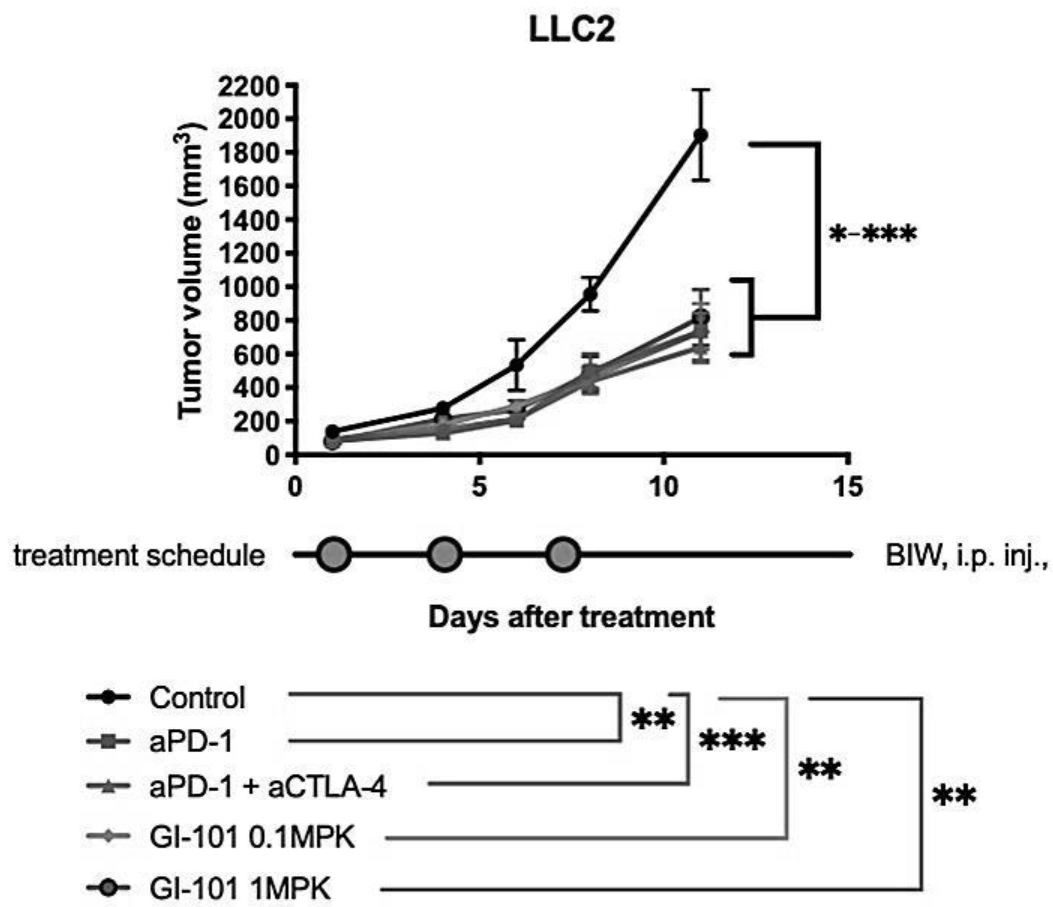 LLC2
Tumor volume (mm³)
2200
2000
1800
1600
1400
1200
1000
800
600
400
200
0
0 5 10 15
*-***
treatment schedule BIW, i.p. inj.,
Days after treatment
Control
**
aPD-1
***
aPD-1 + aCTLA-4
**
**
GI-101 0.1MPK
GI-101 1MPK